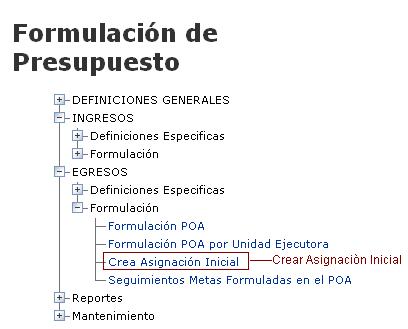 Formulación de
Presupuesto
DEFINICIONES GENERALES
INGRESOS
Definiciones Especificas
Formulación
EGRESOS
Definiciones Especificas
Formulación
Formulación POA
Formulación POA por Unidad Ejecutora
Crea Asignación Inicial Crear Asignaciòn Inicial
Seguimientos Metas Formuladas en el POA
Reportes
Mantenimiento